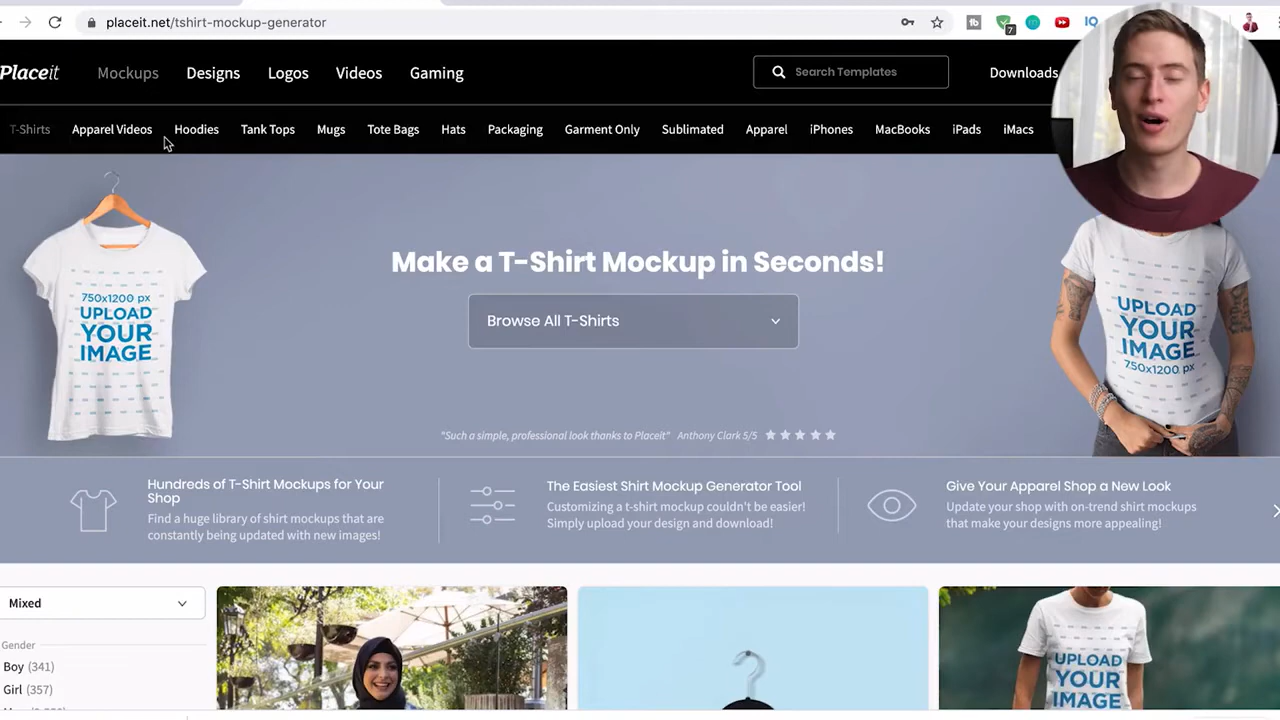 placeit.net/tshirt-mockup-generator
7
IQ
Placeit
Mockups
Designs
Logos
Videos
Gaming
Search Templates
Downloads
T-Shirts
Apparel Videos
Hoodies
Tank Tops
Mugs
Tote Bags
Hats
Packaging
Garment Only
Sublimated
Apparel
iPhones
MacBooks
iPads
iMacs
Make a T-Shirt Mockup in Seconds!
Browse All T-Shirts
750x1200 px
UPLOAD
YOUR
IMAGE
UPLOAD
YOUR
IMAGE
750x1200 px
"Such a simple, professional look thanks to Placeit" Anthony Clark 5/5
Hundreds of T-Shirt Mockups for Your
Shop
Find a huge library of shirt mockups that are
constantly being updated with new images!
The Easiest Shirt Mockup Generator Tool
Customizing a t-shirt mockup couldn't be easier!
Simply upload your design and download!
Give Your Apparel Shop a New Look
Update your shop with on-trend shirt mockups
that make your designs more appealing!
Mixed
Gender
Boy (341)
Girl (357)
UPLOAD
YOUR
IMAGE